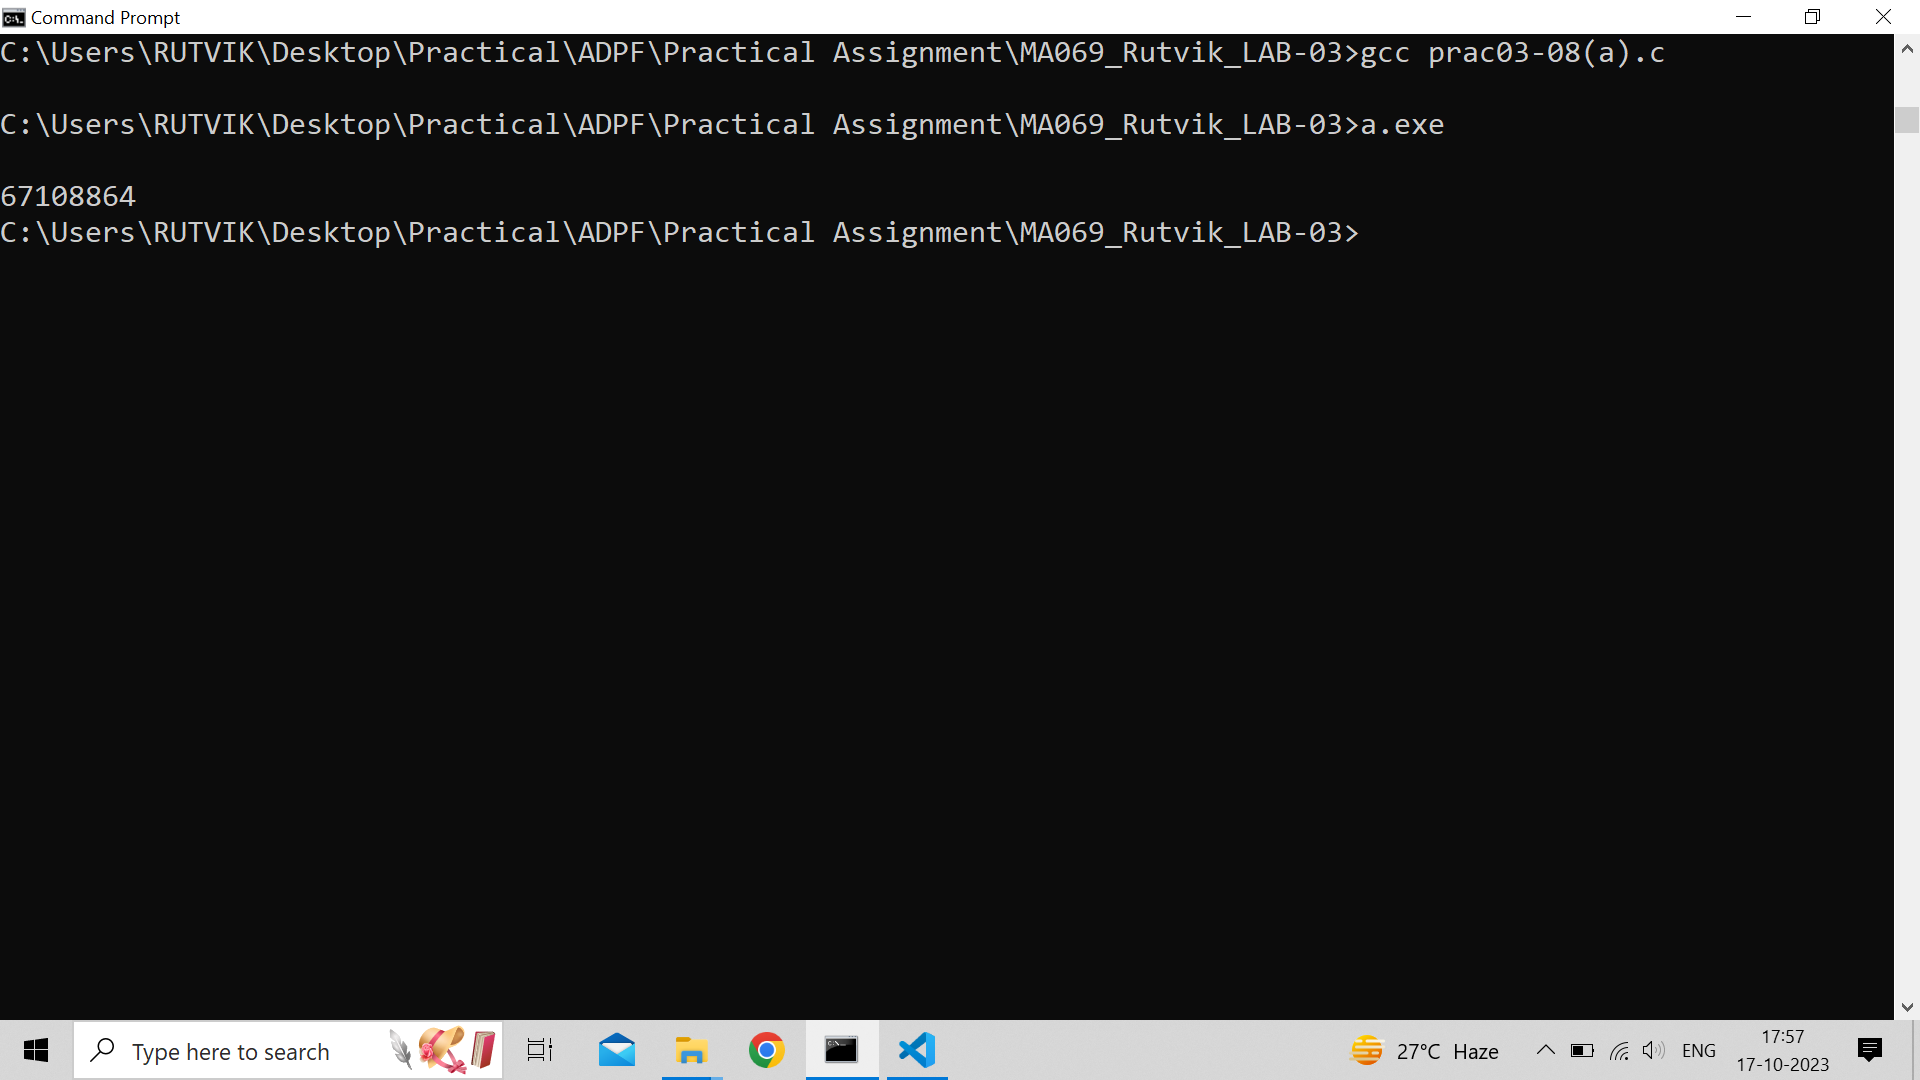 Command Prompt
C:\Users\RUTVIK\Desktop\Practical\ADPF\Practical Assignment\MA069_Rutvik_LAB-03>gcc prac03-08(a).c
C:\Users\RUTVIK\Desktop\Practical\ADPF\Practical Assignment\MA069_Rutvik_LAB-03>a.exe
67108864
C:\Users\RUTVIK\Desktop\Practical\ADPF\Practical Assignment\MA069_Rutvik_LAB-03>
Type here to search
27°C Haze
ENG
17:57
17-10-2023